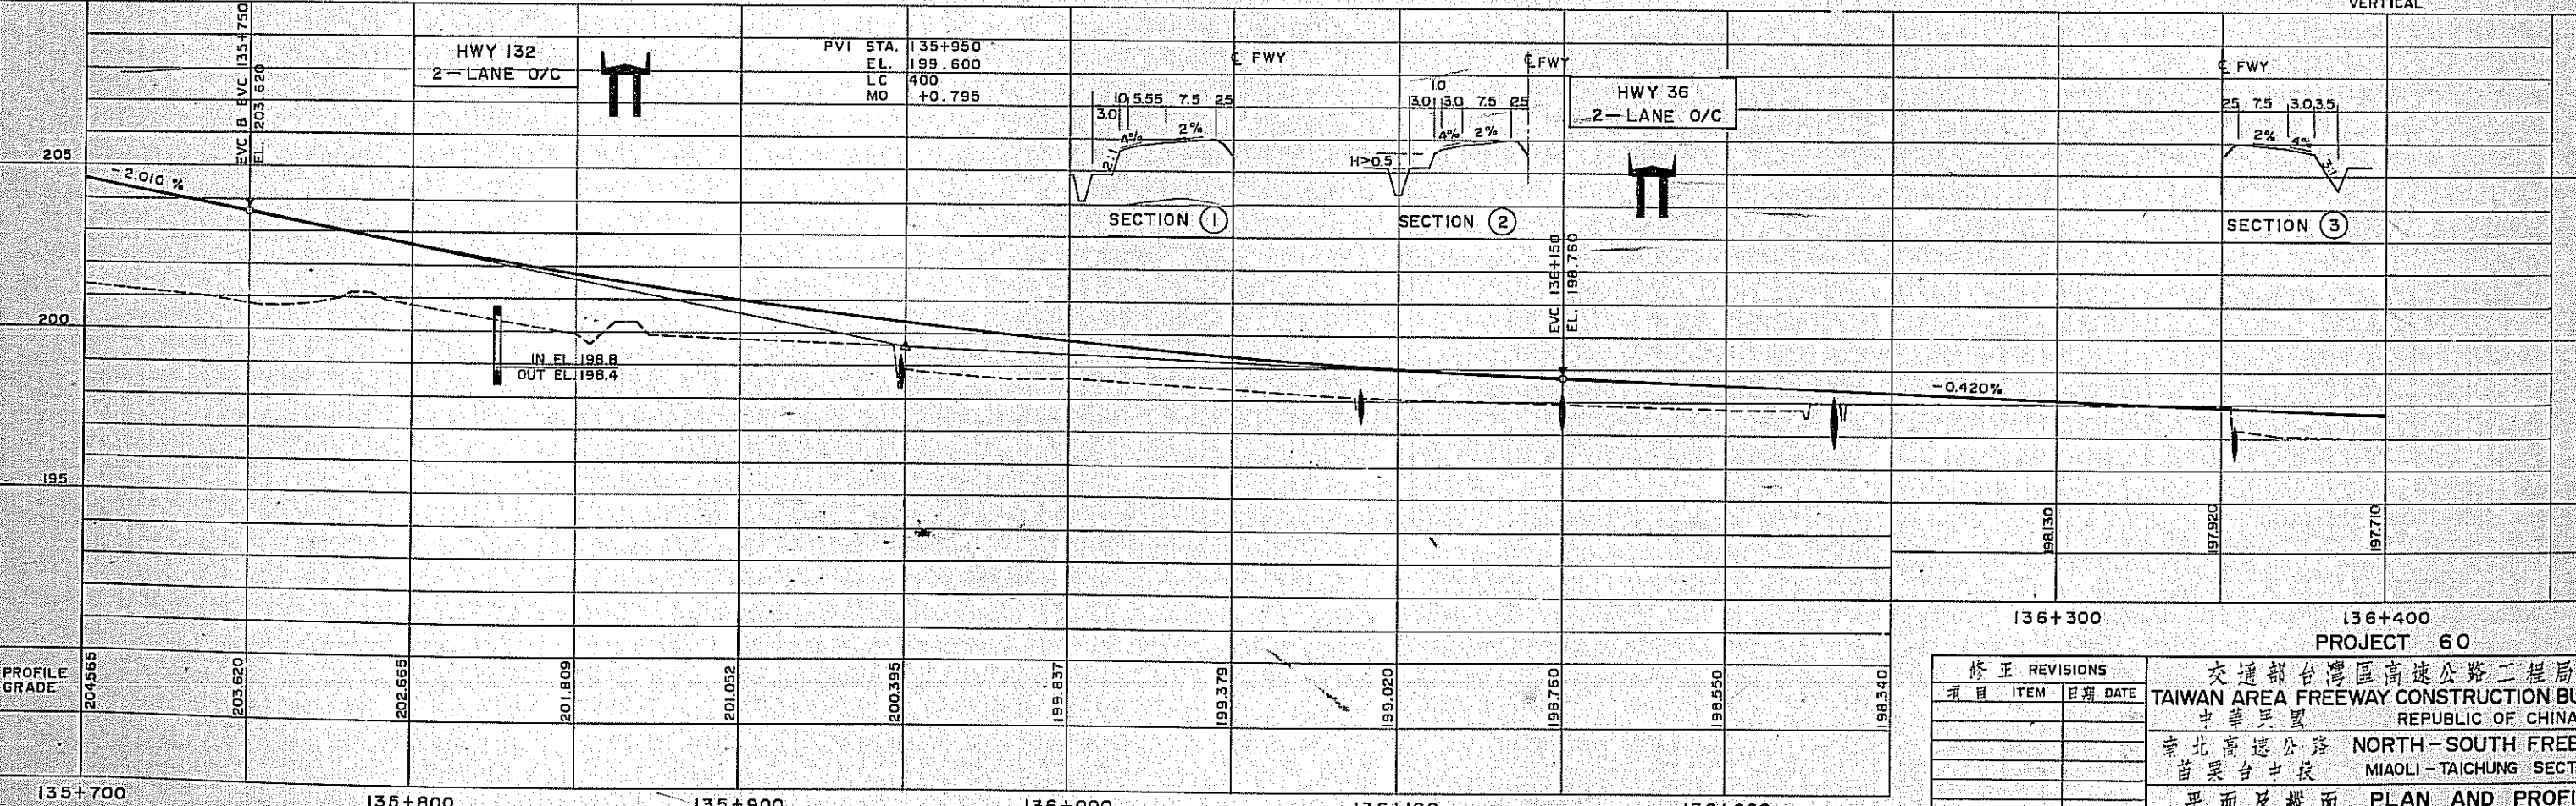 VERTICAL
EVC & BVC 135+750
EL. 203.620
HWY 132
2-LANE O/C
PVI STA. 135+950
EL. 199.600
LC 400
MO +0.795
℄ FWY
3.0 1.0 5.55 7.5 2.5
2:1 4% 2%
SECTION 1
℄ FWY
1.0
3.0 3.0 7.5 2.5
4% 2%
H>0.5
SECTION 2
HWY 36
2-LANE O/C
EVC 136+150
EL. 198.760
℄ FWY
2.5 7.5 3.0 3.5
2% 4% 3:1
SECTION 3
205
-2.010 %
200
IN EL. 198.8
OUT EL. 198.4
-0.420%
195
198.130
197.920
197.710
136+300 136+400
PROFILE GRADE
204.565
203.620
202.665
201.809
201.052
200.395
199.837
199.379
199.020
198.760
198.550
198.340
135+700
135+800
135+900
136+000
PROJECT 60
修正 REVISIONS
項目 ITEM 日期 DATE
交通部台灣區高速公路工程局
TAIWAN AREA FREEWAY CONSTRUCTION BU
中華民國 REPUBLIC OF CHINA
南北高速公路 NORTH-SOUTH FREE
苗栗台中段 MIAOLI-TAICHUNG SECT
平面及縱面 PLAN AND PROFI